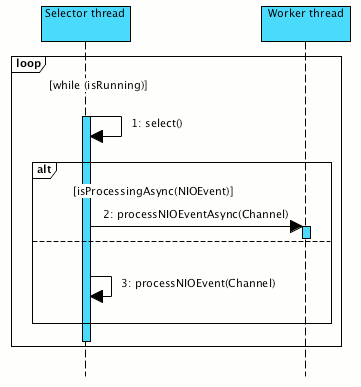 Selector thread
Worker thread
loop
[while (isRunning)]
1: select()
alt
[isProcessingAsync(NIOEvent)]
2: processNIOEventAsync(Channel)
3: processNIOEvent(Channel)